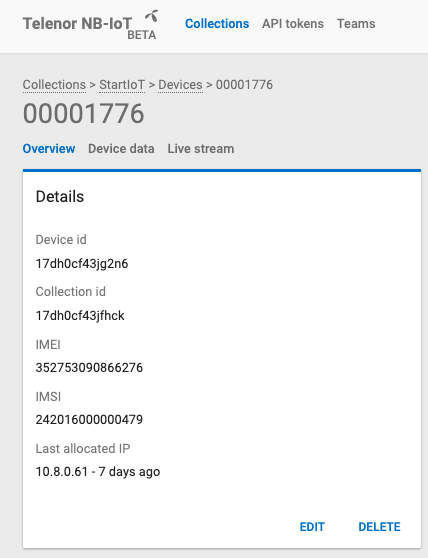 Telenor NB-IoT
BETA
Collections API tokens Teams
Collections > StartIoT > Devices > 00001776
00001776
Overview Device data Live stream
Details
Device id
17dh0cf43jg2n6
Collection id
17dh0cf43jfhck
IMEI
352753090866276
IMSI
242016000000479
Last allocated IP
10.8.0.61 - 7 days ago
EDIT DELETE